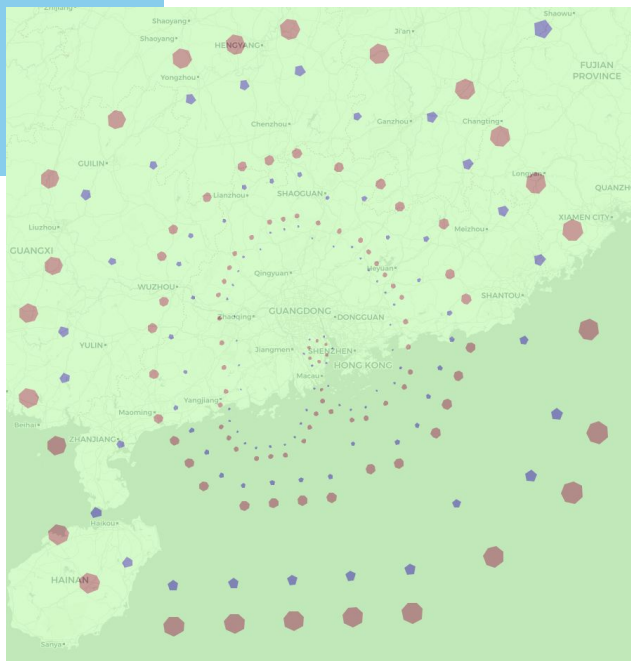 Zhijiang
Shaoyang
Shaowu
Shaoyang
HENGYANG
Ji'an
Yongzhou
FUJIAN
PROVINCE
Chenzhou
Ganzhou
Changting
GUILIN
Longyan
Lianzhou
SHAOGUAN
QUANZH
Liuzhou
XIAMEN CITY
Meizhou
GUANGXI
Heyuan
Qingyuan
WUZHOU
SHANTOU
Zhaoqing
GUANGDONG
DONGGUAN
YULIN
Jiangmen
SHENZHEN
HONG KONG
Macau
Yangjiang
Maoming
Beihai
ZHANJIANG
Haikou
HAINAN
Sanya